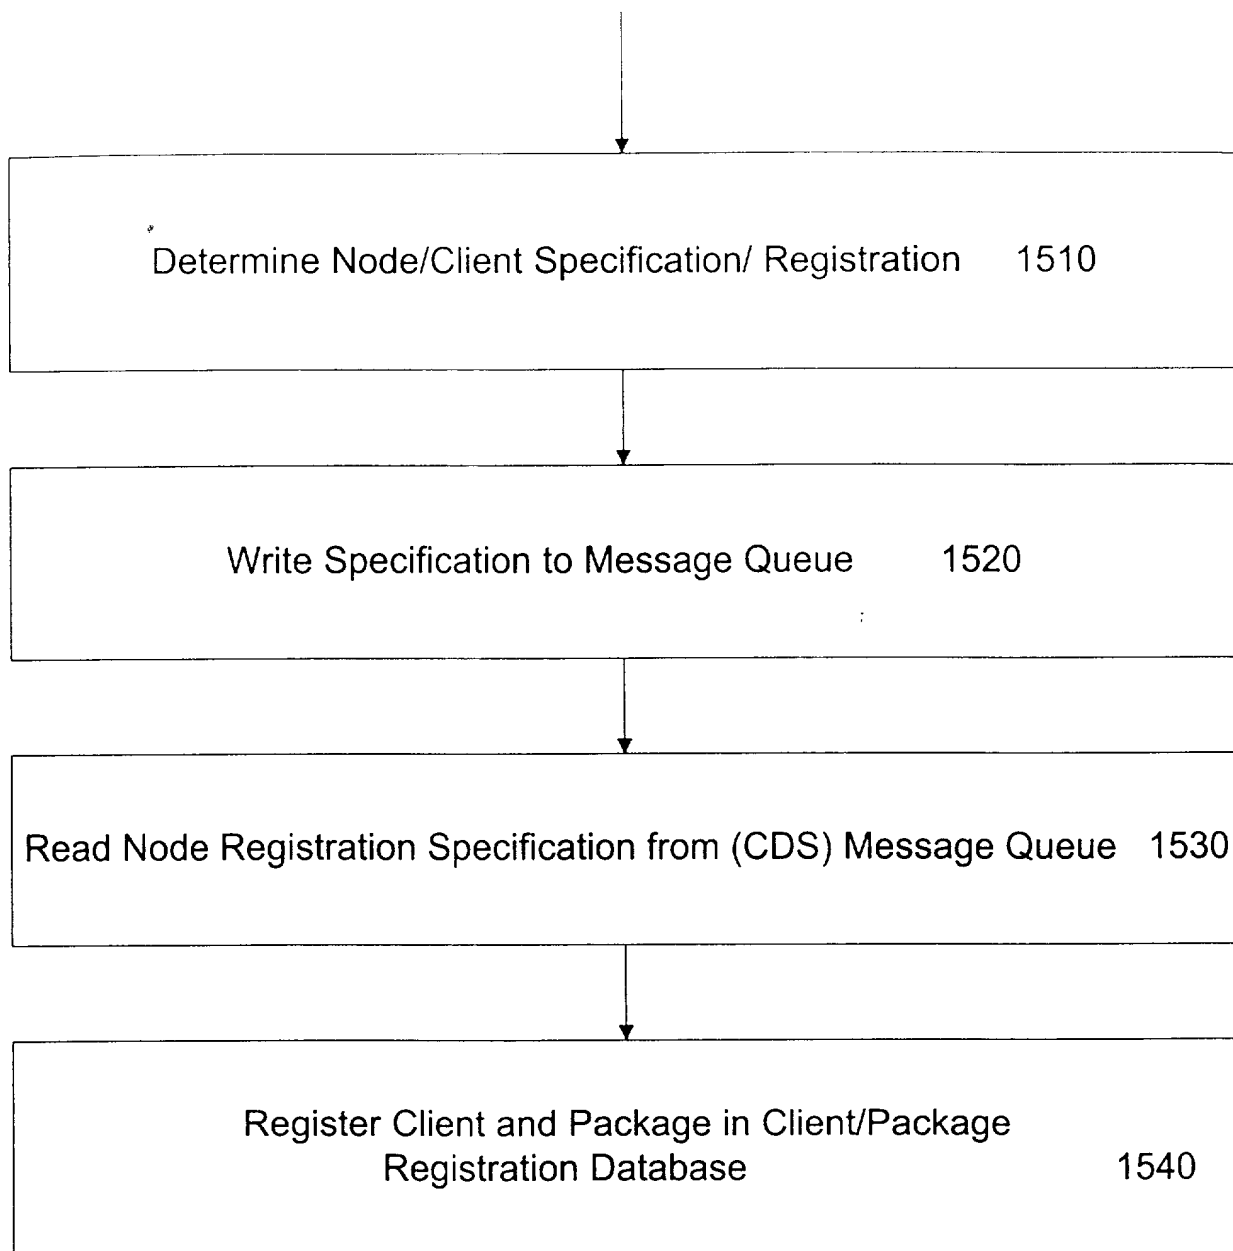 Determine Node/Client Specification/ Registration 1510
Write Specification to Message Queue 1520
Read Node Registration Specification from (CDS) Message Queue 1530
Register Client and Package in Client/Package
Registration Database 1540